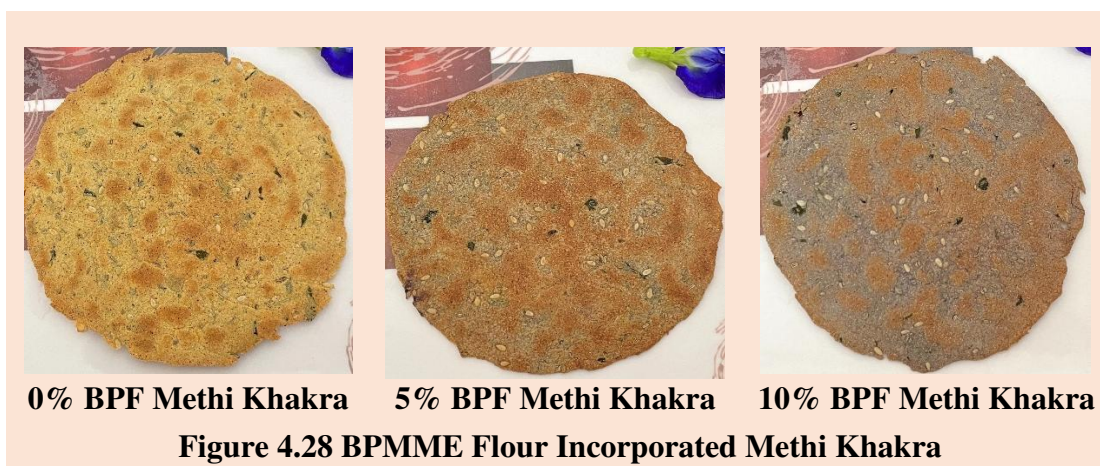 0% BPF Methi Khakra 5% BPF Methi Khakra 10% BPF Methi Khakra
Figure 4.28 BPMME Flour Incorporated Methi Khakra